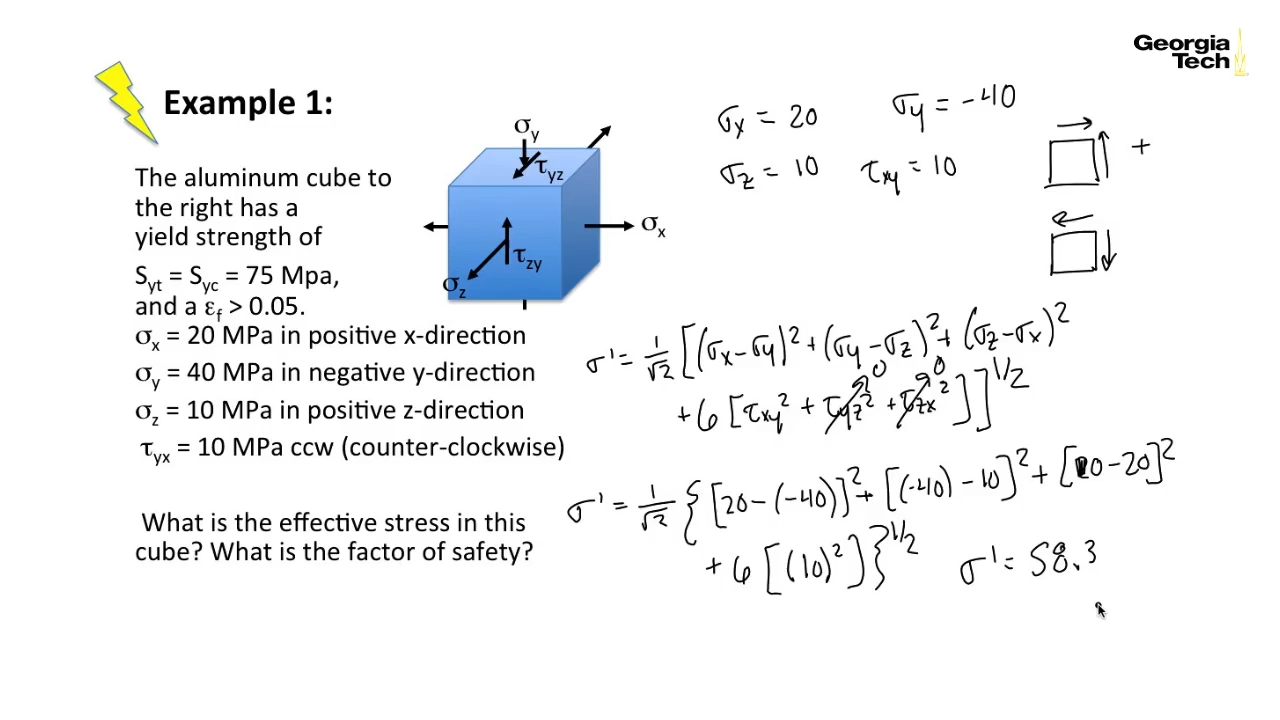 Georgia
Tech
Example 1:
The aluminum cube to
the right has a
yield strength of
Syt = Syc = 75 Mpa,
and a εf > 0.05.
σx = 20 MPa in positive x-direction
σy = 40 MPa in negative y-direction
σz = 10 MPa in positive z-direction
τyx = 10 MPa ccw (counter-clockwise)
What is the effective stress in this
cube? What is the factor of safety?
σy
τyz
σx
τzy
σz
σx = 20 σy = -40
σz = 10 τxy = 10
+
σ' = 1/√2 [(σx - σy)² + (σy - σz)² + (σz - σx)²
+ 6 [τxy² + τyz² + τzx²]]^1/2
0 0
σ' = 1/√2 {[20 - (-40)]² + [(-40) - 10]² + [10 - 20]²
+ 6 [(10)²]}^1/2 σ' = 58.3